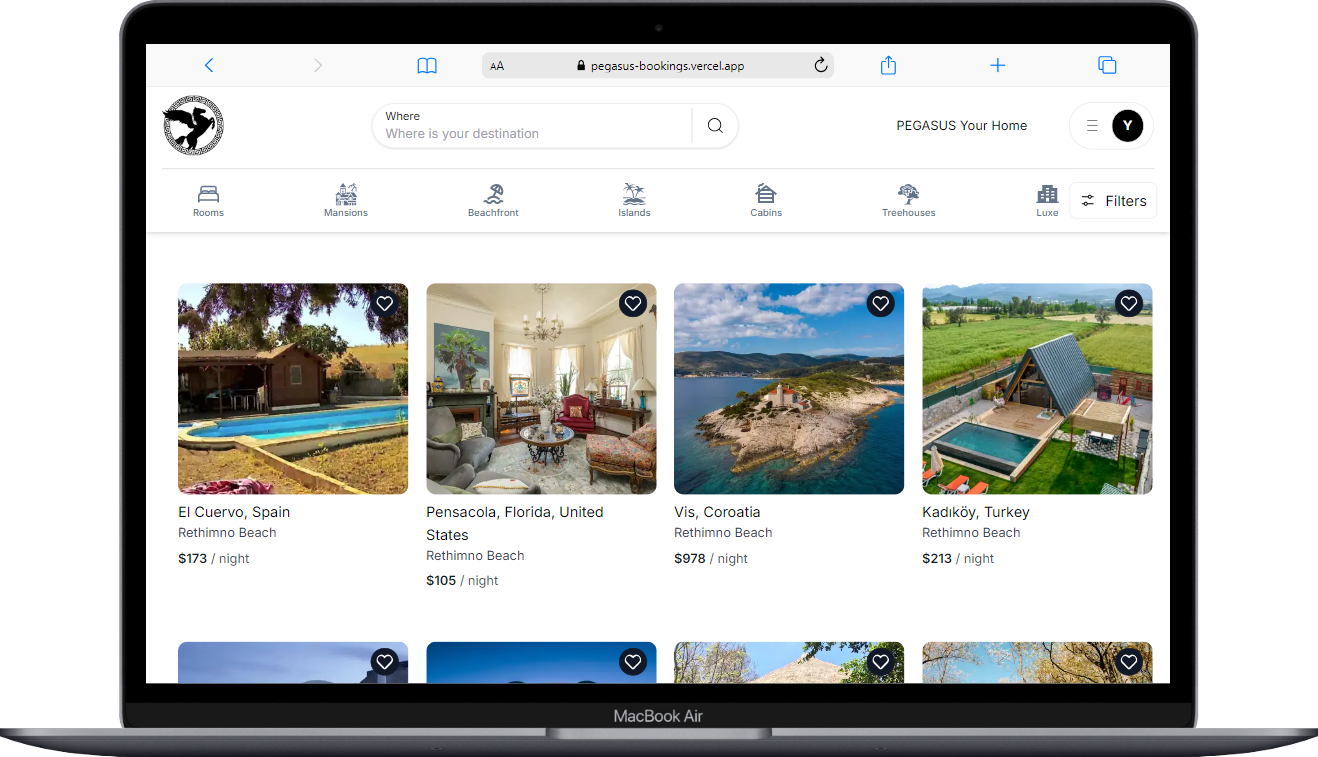 AA pegasus-bookings.vercel.app
Where
Where is your destination
PEGASUS Your Home
Y
Rooms
Mansions
Beachfront
Islands
Cabins
Treehouses
Luxe
Filters
El Cuervo, Spain
Rethimno Beach
$173 / night
Pensacola, Florida, United
States
Rethimno Beach
$105 / night
Vis, Coroatia
Rethimno Beach
$978 / night
Kadıköy, Turkey
Rethimno Beach
$213 / night
MacBook Air